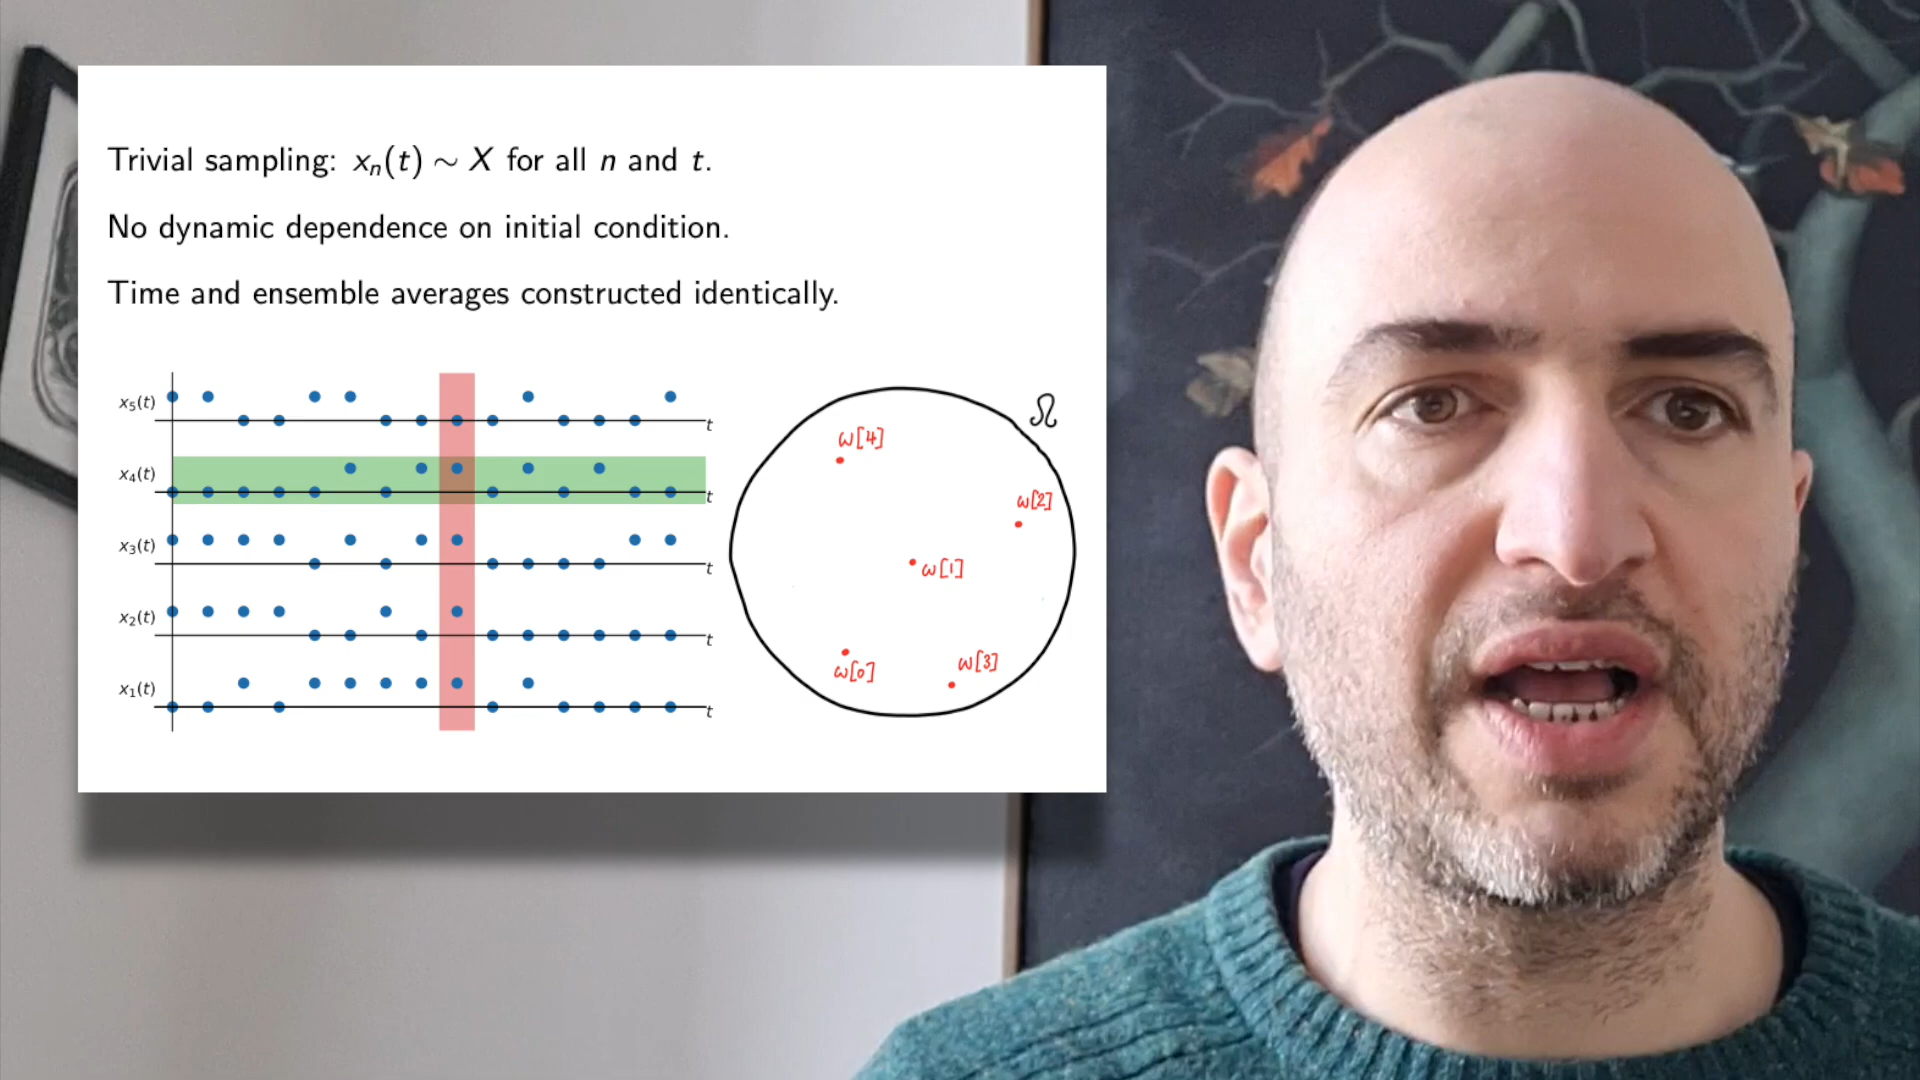 Trivial sampling: xₙ(t) ~ X for all n and t.
No dynamic dependence on initial condition.
Time and ensemble averages constructed identically.
x₅(t)
t
x₄(t)
t
x₃(t)
t
x₂(t)
t
x₁(t)
t
Ω
ω[4]
ω[2]
ω[1]
ω[0]
ω[3]